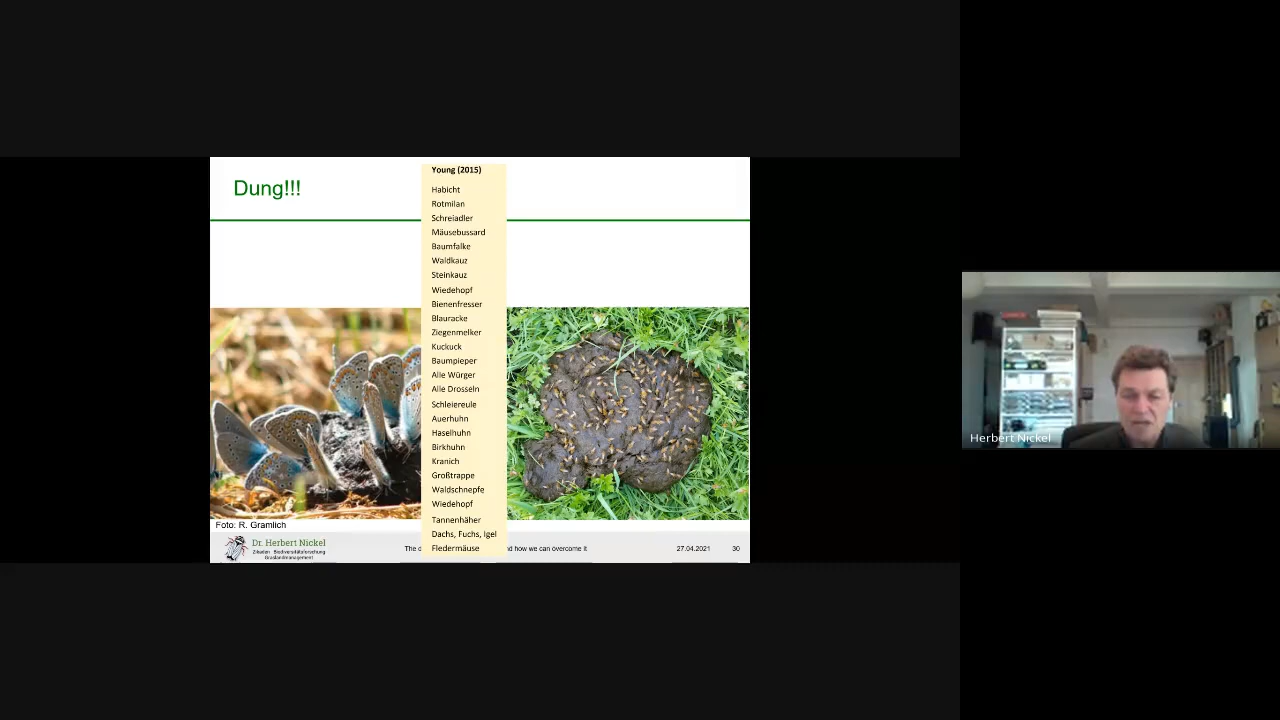 Dung!!!
Young (2015)
Habicht
Rotmilan
Schreiadler
Mäusebussard
Baumfalke
Waldkauz
Steinkauz
Wiedehopf
Bienenfresser
Blauracke
Ziegenmelker
Kuckuck
Baumpieper
Alle Würger
Alle Drosseln
Schleiereule
Auerhuhn
Haselhuhn
Birkhuhn
Kranich
Großtrappe
Waldschnepfe
Wiedehopf
Tannenhäher
Dachs, Fuchs, Igel
Fledermäuse
Foto: R. Gramlich
Dr. Herbert Nickel
Zikaden Biodiversitätsforschung
Graslandmanagement
The
how we can overcome it
27.04.2021
30
Herbert Nickel